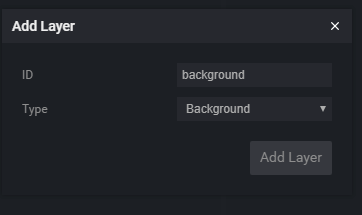 Add Layer ×
ID background
Type Background ▼
Add Layer